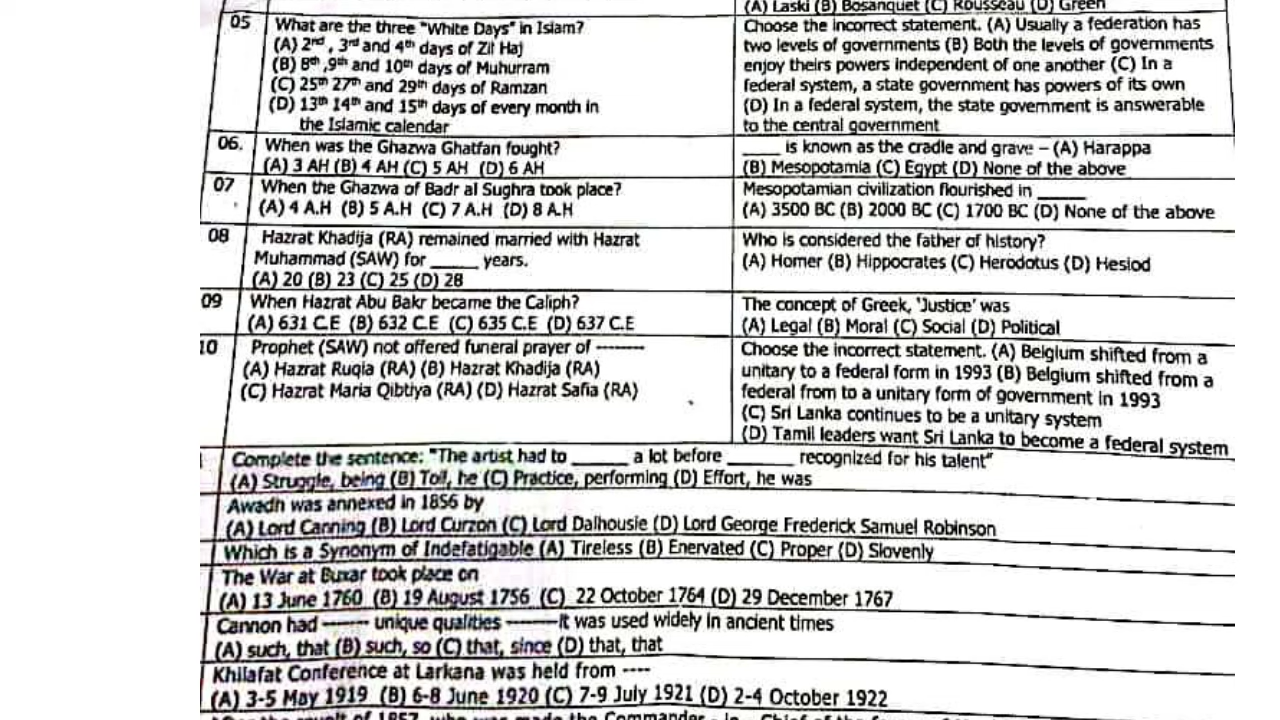 (A) Laski (B) Bosanquet (C) Rousseau (D) Green
05
What are the three "White Days" in Islam?
(A) 2nd , 3rd and 4th days of Zil Haj
(B) 8th ,9th and 10th days of Muhurram
(C) 25th 27th and 29th days of Ramzan
(D) 13th 14th and 15th days of every month in
the Islamic calendar
Choose the incorrect statement. (A) Usually a federation has
two levels of governments (B) Both the levels of governments
enjoy theirs powers independent of one another (C) In a
federal system, a state government has powers of its own
(D) In a federal system, the state government is answerable
to the central government
06.
When was the Ghazwa Ghatfan fought?
(A) 3 AH (B) 4 AH (C) 5 AH (D) 6 AH
____ is known as the cradle and grave – (A) Harappa
(B) Mesopotamia (C) Egypt (D) None of the above
07
When the Ghazwa of Badr al Sughra took place?
(A) 4 A.H (B) 5 A.H (C) 7 A.H (D) 8 A.H
Mesopotamian civilization flourished in _____
(A) 3500 BC (B) 2000 BC (C) 1700 BC (D) None of the above
08
Hazrat Khadija (RA) remained married with Hazrat
Muhammad (SAW) for _____ years.
(A) 20 (B) 23 (C) 25 (D) 28
Who is considered the father of history?
(A) Homer (B) Hippocrates (C) Herodotus (D) Hesiod
09
When Hazrat Abu Bakr became the Caliph?
(A) 631 C.E (B) 632 C.E (C) 635 C.E (D) 637 C.E
The concept of Greek, 'Justice' was
(A) Legal (B) Moral (C) Social (D) Political
10
Prophet (SAW) not offered funeral prayer of --------
(A) Hazrat Ruqia (RA) (B) Hazrat Khadija (RA)
(C) Hazrat Maria Qibtiya (RA) (D) Hazrat Safia (RA)
Choose the incorrect statement. (A) Belgium shifted from a
unitary to a federal form in 1993 (B) Belgium shifted from a
federal from to a unitary form of government in 1993
(C) Sri Lanka continues to be a unitary system
(D) Tamil leaders want Sri Lanka to become a federal system
Complete the sentence: "The artist had to ______ a lot before _______ recognized for his talent"
(A) Struggle, being (B) Toil, he (C) Practice, performing (D) Effort, he was
Awadh was annexed in 1856 by
(A) Lord Canning (B) Lord Curzon (C) Lord Dalhousie (D) Lord George Frederick Samuel Robinson
Which is a Synonym of Indefatigable (A) Tireless (B) Enervated (C) Proper (D) Slovenly
The War at Buxar took place on
(A) 13 June 1760 (B) 19 August 1756 (C) 22 October 1764 (D) 29 December 1767
Cannon had ------- unique qualities --------it was used widely in ancient times
(A) such, that (B) such, so (C) that, since (D) that, that
Khilafat Conference at Larkana was held from ----
(A) 3-5 May 1919 (B) 6-8 June 1920 (C) 7-9 July 1921 (D) 2-4 October 1922
After the revolt of 1857, who was made the Commander - in - Chief of the